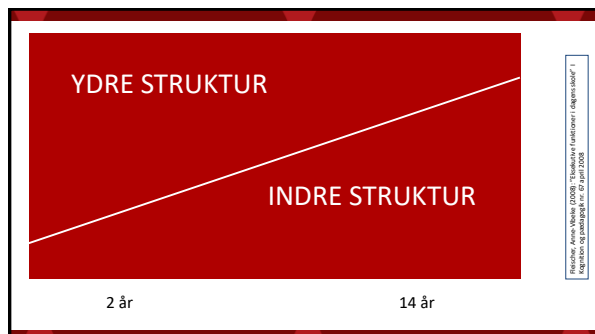 YDRE STRUKTUR
INDRE STRUKTUR
2 år
14 år
Fleischer, Anne-Vibeke (2008). "Eksekutive funktioner i dagens skole" i
Kognition og pædagogik nr. 67 april 2008